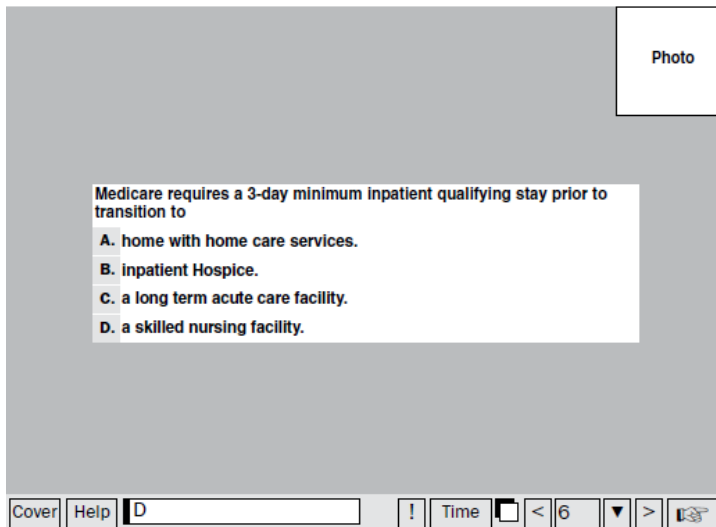 Photo
Medicare requires a 3-day minimum inpatient qualifying stay prior to
transition to
A. home with home care services.
B. inpatient Hospice.
C. a long term acute care facility.
D. a skilled nursing facility.
Cover Help D ! Time < 6 ▼ >